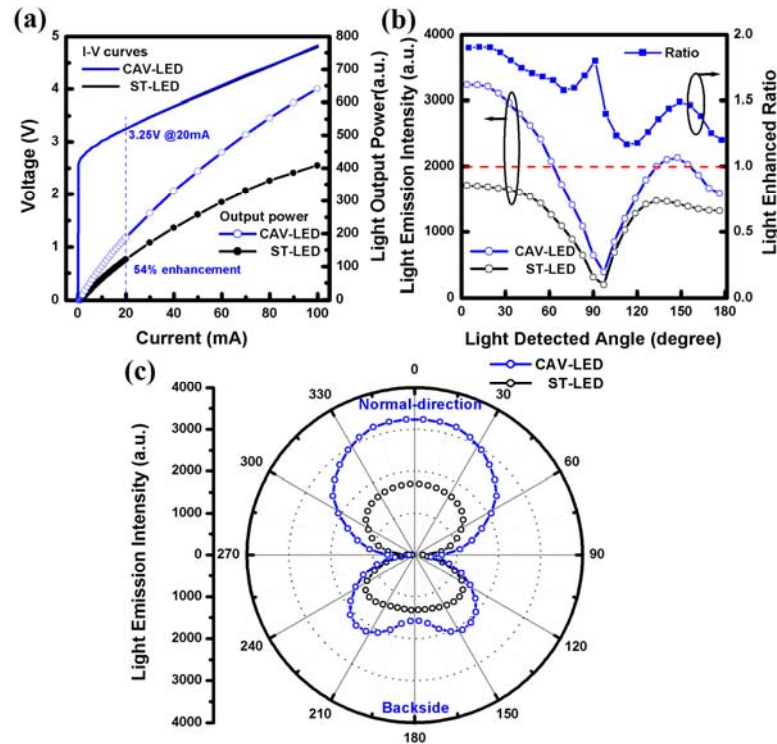 (a)
5
4
3
2
1
0
Voltage (V)
I-V curves
CAV-LED
ST-LED
3.25V @20mA
Output power
CAV-LED
ST-LED
54% enhancement
800
700
600
500
400
300
200
100
0
Light Output Power(a.u.)
0 20 40 60 80 100
Current (mA)
(b)
4000
3000
2000
1000
0
Light Emission Intensity (a.u.)
Ratio
CAV-LED
ST-LED
2.0
1.5
1.0
0.5
0.0
Light Enhanced Ratio
0 30 60 90 120 150 180
Light Detected Angle (degree)
(c)
CAV-LED
ST-LED
4000
3000
2000
1000
0
1000
2000
3000
4000
Light Emission Intensity (a.u.)
0
30
60
90
120
150
180
210
240
270
300
330
Normal-direction
Backside